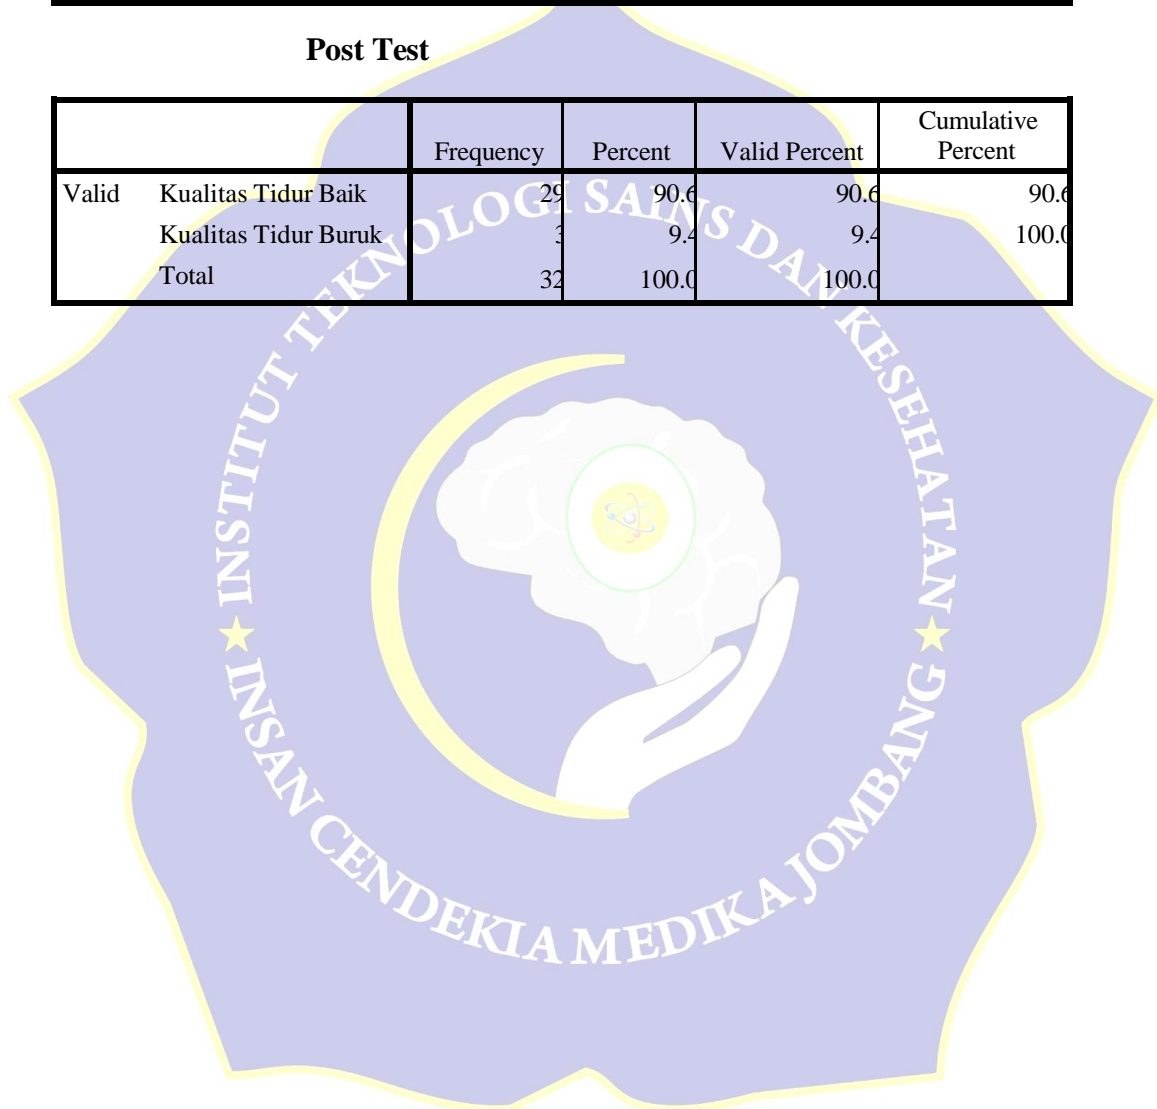 Post Test
Frequency Percent Valid Percent Cumulative Percent
Valid Kualitas Tidur Baik 29 90.6 90.6 90.6
Kualitas Tidur Buruk 3 9.4 9.4 100.0
Total 32 100.0 100.0
INSTITUT TEKNOLOGI SAINS DAN KESEHATAN
INSAN CENDEKIA MEDIKA JOMBANG